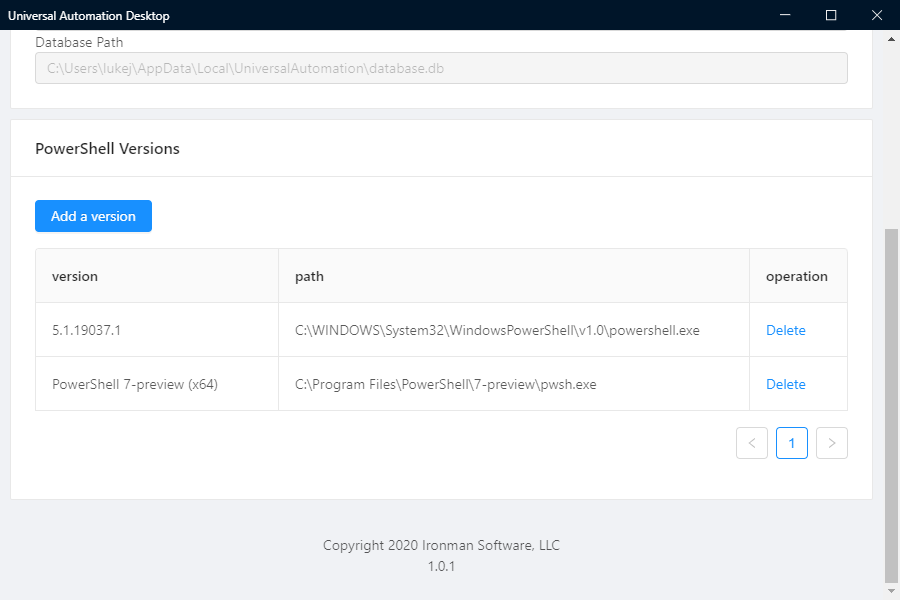 Universal Automation Desktop
Database Path
C:\Users\lukej\AppData\Local\UniversalAutomation\database.db
PowerShell Versions
Add a version
version path operation
5.1.19037.1 C:\WINDOWS\System32\WindowsPowerShell\v1.0\powershell.exe Delete
PowerShell 7-preview (x64) C:\Program Files\PowerShell\7-preview\pwsh.exe Delete
< 1 >
Copyright 2020 Ironman Software, LLC
1.0.1